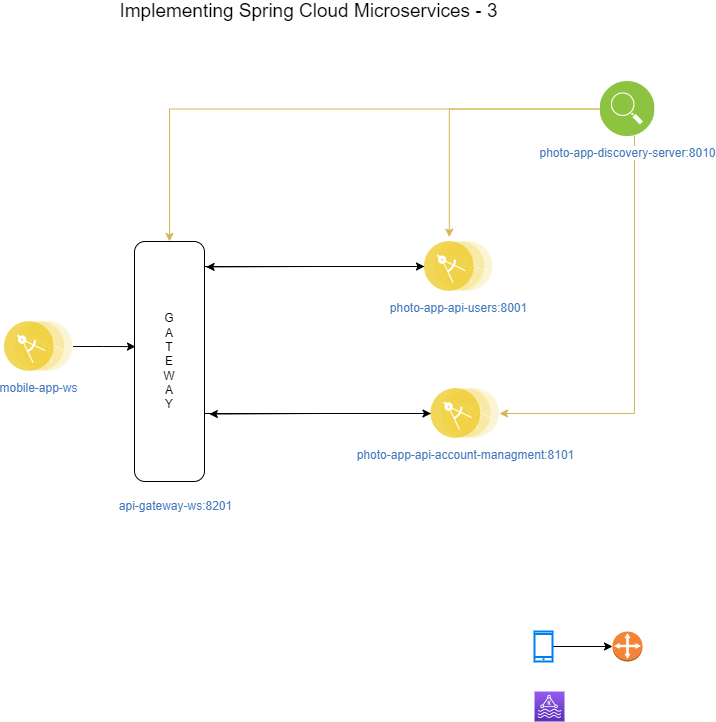 Implementing Spring Cloud Microservices - 3
photo-app-discovery-server:8010
photo-app-api-users:8001
G
A
T
E
W
A
Y
mobile-app-ws
photo-app-api-account-managment:8101
api-gateway-ws:8201